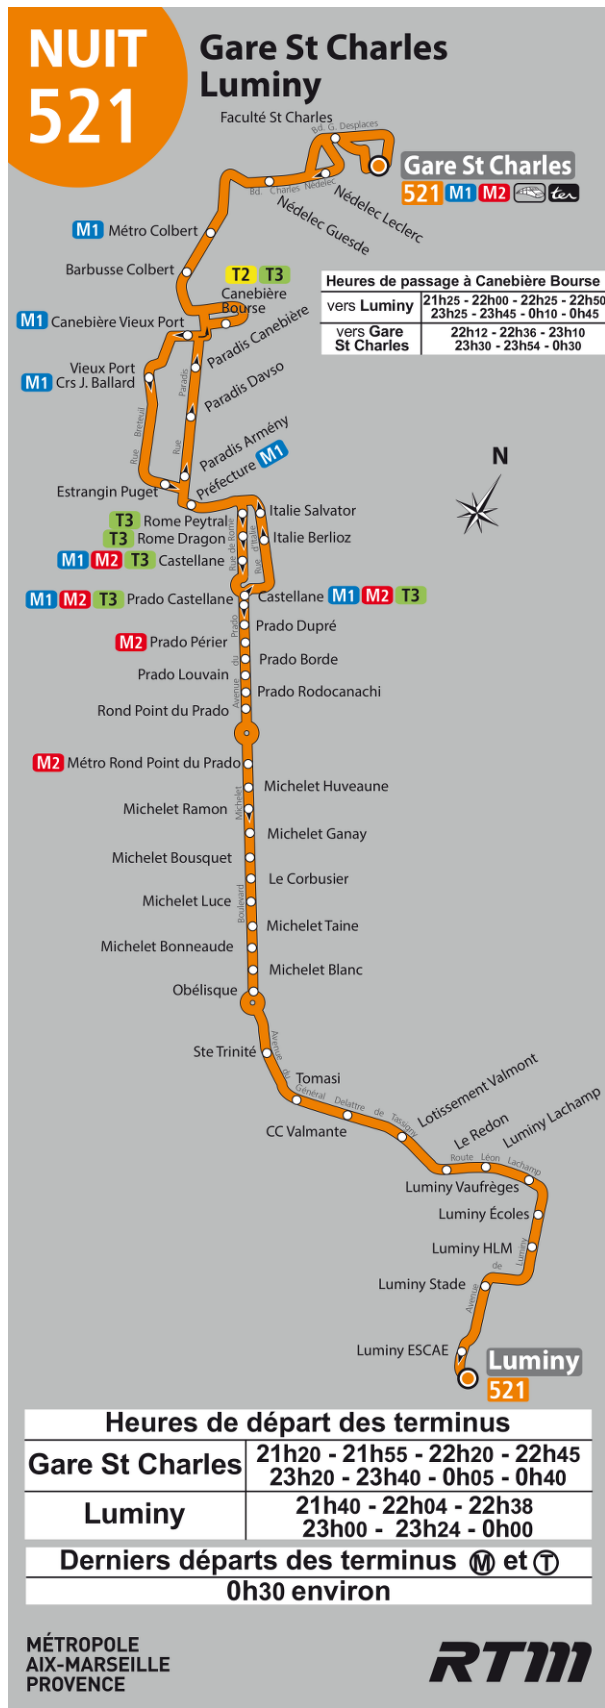 NUIT
521
Gare St Charles
Luminy
Faculté St Charles
Bd. G. Desplaces
Gare St Charles
521 M1 M2 ter
Bd. Charles Nédelec
Nédelec Leclerc
Nédelec Guesde
M1 Métro Colbert
Barbusse Colbert
T2 T3
Canebière
Bourse
Heures de passage à Canebière Bourse
vers Luminy 21h25 - 22h00 - 22h25 - 22h50
23h25 - 23h45 - 0h10 - 0h45
vers Gare
St Charles
22h12 - 22h36 - 23h10
23h30 - 23h54 - 0h30
M1 Canebière Vieux Port
Paradis Canebière
Vieux Port
M1 Crs J. Ballard
Rue Paradis
Paradis Davso
Rue Breteuil
Paradis Armény
Estrangin Puget
Préfecture M1
N
T3 Rome Peytral
Italie Salvator
T3 Rome Dragon
Rue de Rome
Rue d'Italie
Italie Berlioz
M1 M2 T3 Castellane
M1 M2 T3 Prado Castellane
Castellane M1 M2 T3
Prado Dupré
M2 Prado Périer
Avenue du Prado
Prado Borde
Prado Louvain
Prado Rodocanachi
Rond Point du Prado
M2 Métro Rond Point du Prado
Michelet Huveaune
Michelet Ramon
Boulevard Michelet
Michelet Ganay
Michelet Bousquet
Le Corbusier
Michelet Luce
Michelet Taine
Michelet Bonneaude
Michelet Blanc
Obélisque
Ste Trinité
Avenue du Général Delattre de Tassigny
Tomasi
CC Valmante
Lotissement Valmont
Le Redon
Luminy Lachamp
Route Léon Lachamp
Luminy Vaufrèges
Luminy Écoles
Luminy HLM
Avenue de Luminy
Luminy Stade
Luminy ESCAE
Luminy
521
Heures de départ des terminus
Gare St Charles 21h20 - 21h55 - 22h20 - 22h45
23h20 - 23h40 - 0h05 - 0h40
Luminy 21h40 - 22h04 - 22h38
23h00 - 23h24 - 0h00
Derniers départs des terminus M et T
0h30 environ
MÉTROPOLE
AIX-MARSEILLE
PROVENCE
RTM